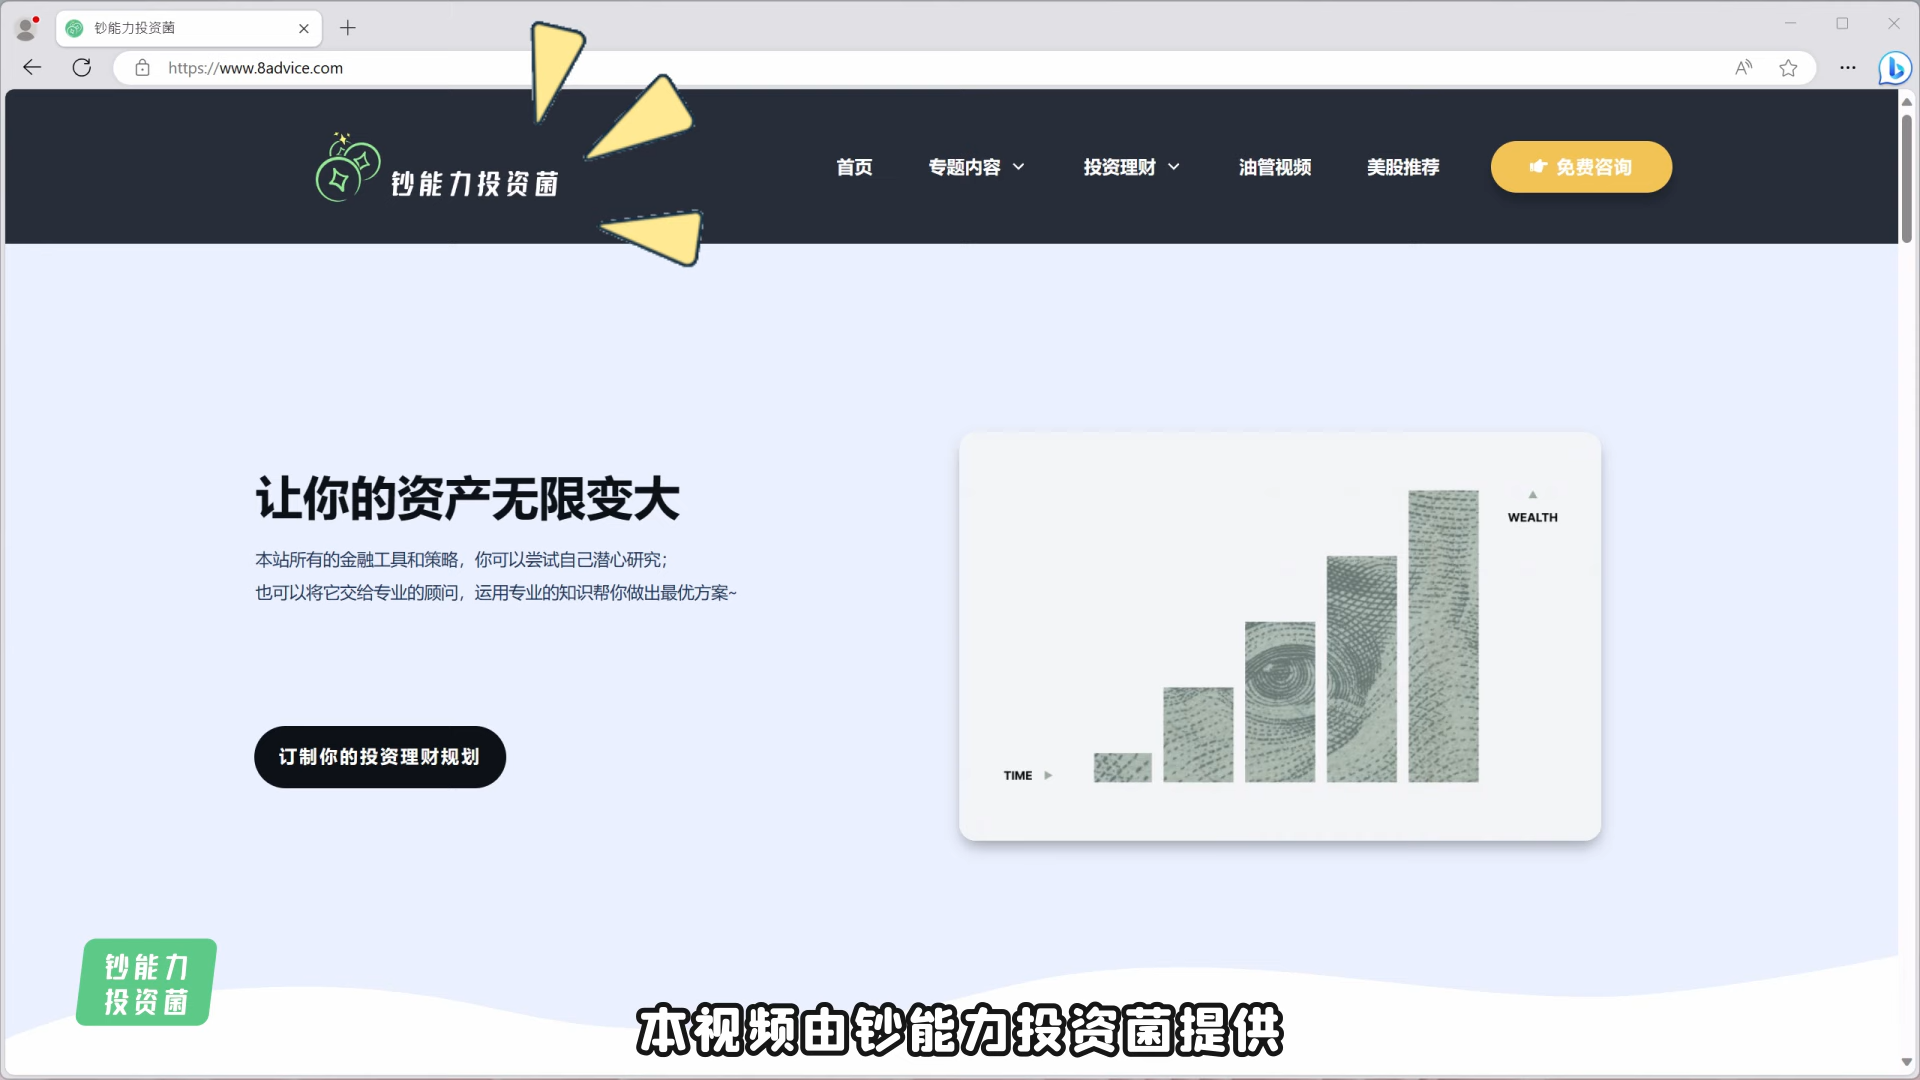 钞能力投资菌
https://www.8advice.com
钞能力投资菌
首页 专题内容 投资理财 油管视频 美股推荐 免费咨询
让你的资产无限变大
本站所有的金融工具和策略，你可以尝试自己潜心研究；
也可以将它交给专业的顾问，运用专业的知识帮你做出最优方案~
订制你的投资理财规划
WEALTH
TIME
钞能力
投资菌
本视频由钞能力投资菌提供